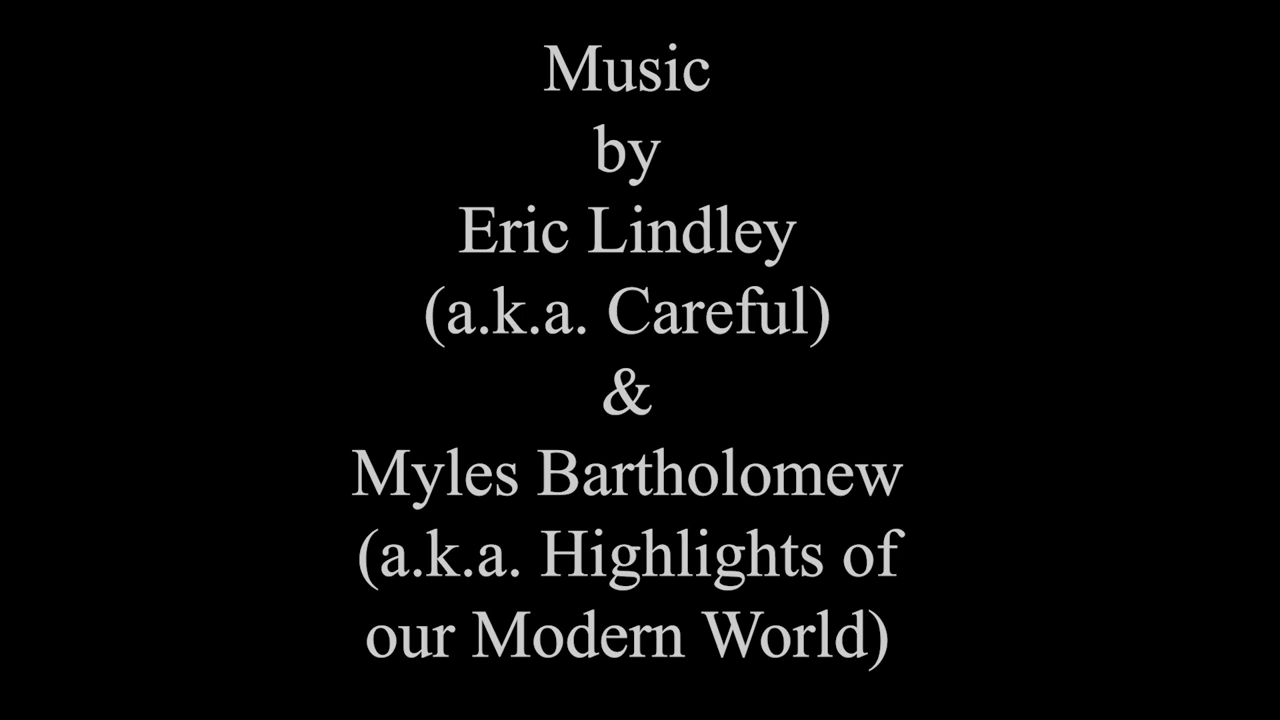 Music
by
Eric Lindley
(a.k.a. Careful)
&
Myles Bartholomew
(a.k.a. Highlights of
our Modern World)